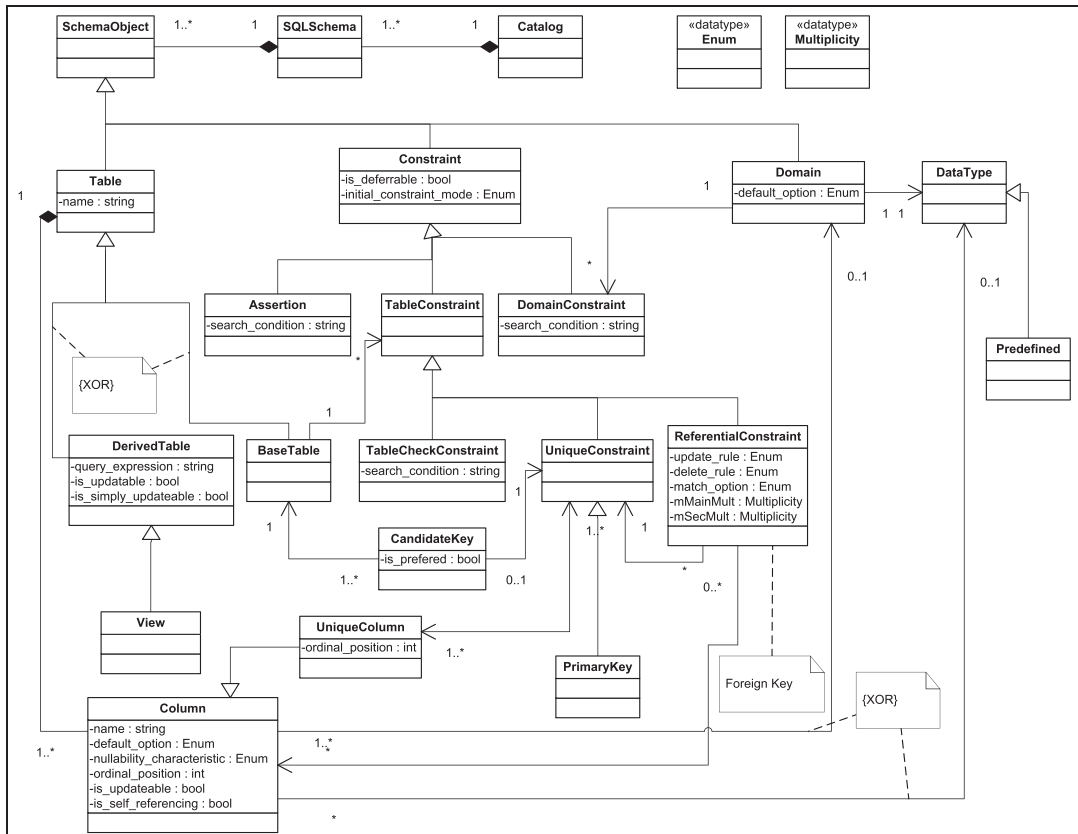 SchemaObject
1..*
1
SQLSchema
1..*
1
Catalog
«datatype»
Enum
«datatype»
Multiplicity
1
Table
-name : string
Constraint
-is_deferrable : bool
-initial_constraint_mode : Enum
1
Domain
-default_option : Enum
1
1
DataType
*
0..1
0..1
Assertion
-search_condition : string
TableConstraint
DomainConstraint
-search_condition : string
Predefined
{XOR}
*
1
DerivedTable
-query_expression : string
-is_updatable : bool
-is_simply_updateable : bool
BaseTable
TableCheckConstraint
-search_condition : string
UniqueConstraint
ReferentialConstraint
-update_rule : Enum
-delete_rule : Enum
-match_option : Enum
-mMainMult : Multiplicity
-mSecMult : Multiplicity
1
1
1..*
1
CandidateKey
-is_prefered : bool
1..*
0..1
*
0..*
View
UniqueColumn
-ordinal_position : int
1..*
PrimaryKey
Foreign Key
{XOR}
Column
-name : string
-default_option : Enum
-nullability_characteristic : Enum
-ordinal_position : int
-is_updateable : bool
-is_self_referencing : bool
1..*
1..*
*
*